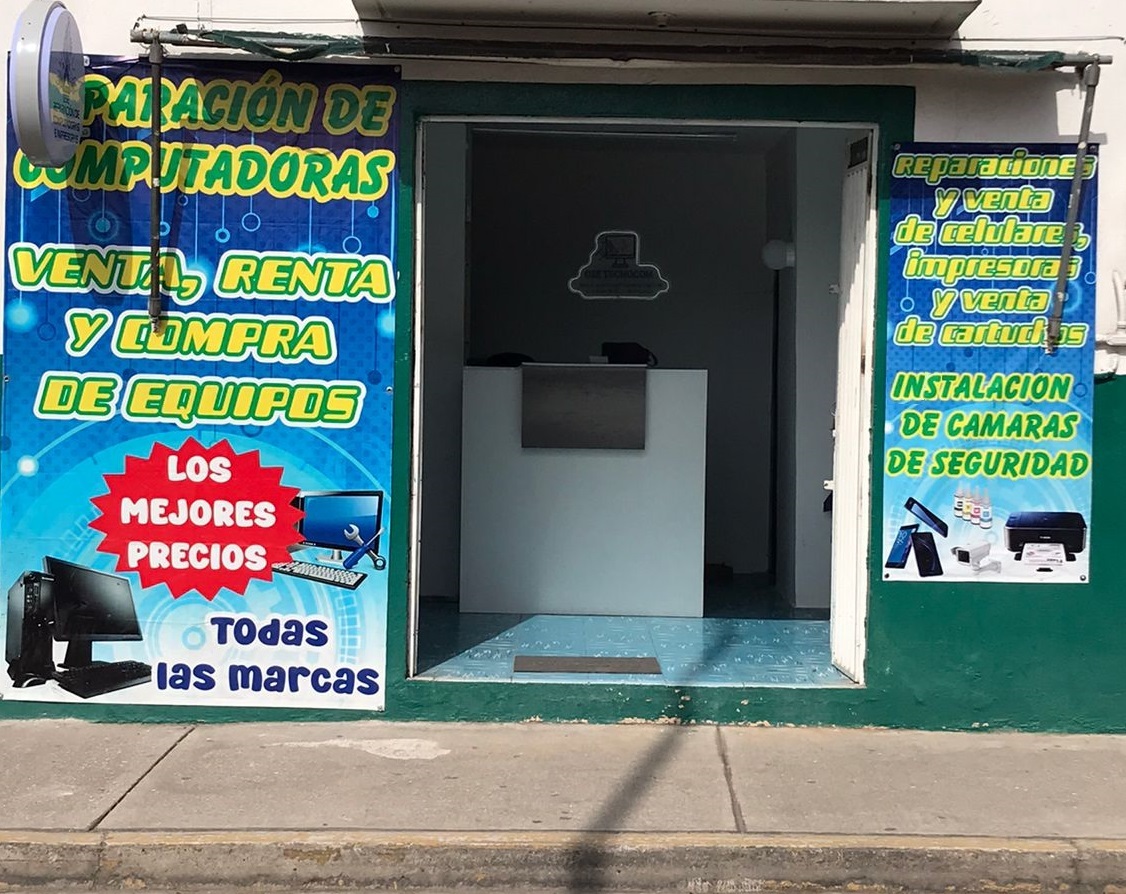 PARACIÓN DE
COMPUTADORAS
VENTA, RENTA
Y COMPRA
DE EQUIPOS
LOS
MEJORES
PRECIOS
Todas
las marcas
Reparaciones
y venta
de celulares,
impresoras
y venta
de cartuchos
INSTALACION
DE CAMARAS
DE SEGURIDAD